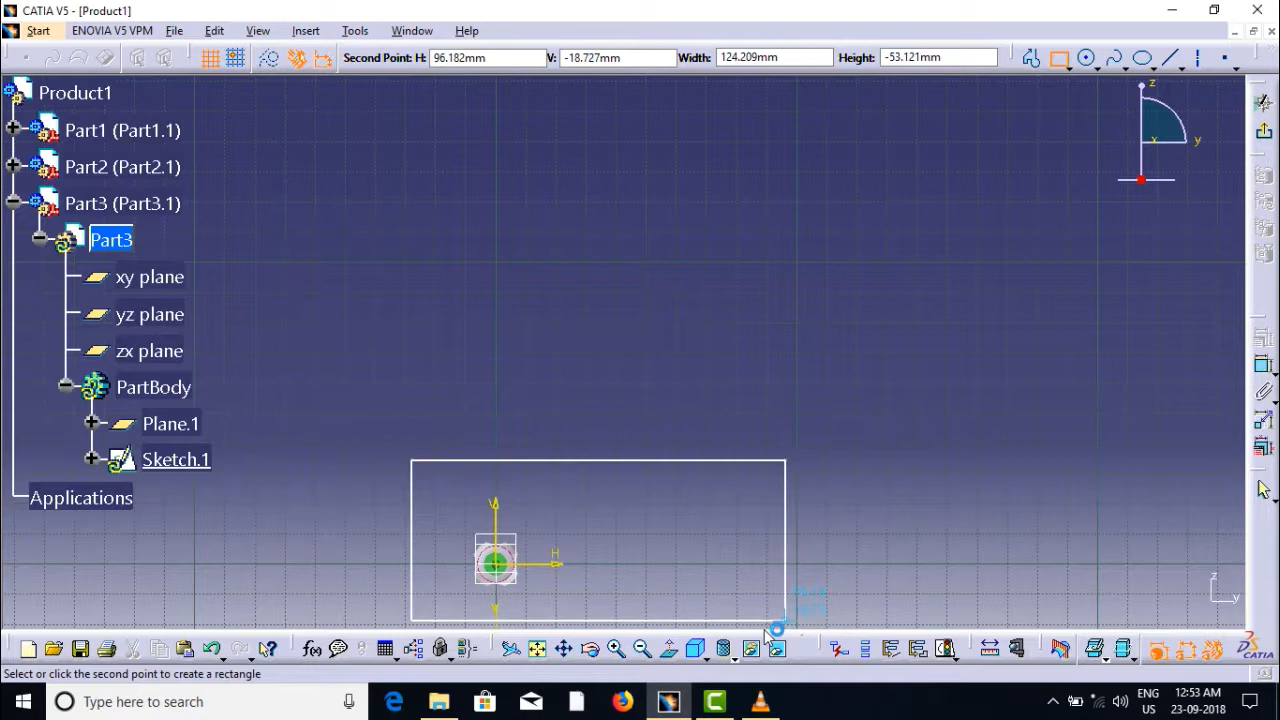 CATIA V5 - [Product1]
Start ENOVIA V5 VPM File Edit View Insert Tools Window Help
Second Point: H: 96.182mm V: -18.727mm Width: 124.209mm Height: -53.121mm
Product1
Part1 (Part1.1)
Part2 (Part2.1)
Part3 (Part3.1)
Part3
xy plane
yz plane
zx plane
PartBody
Plane.1
Sketch.1
Applications
z
x y
V
H
z
y
f(x)
CATIA
Select or click the second point to create a rectangle
Type here to search
ENG
US
12:53 AM
23-09-2018